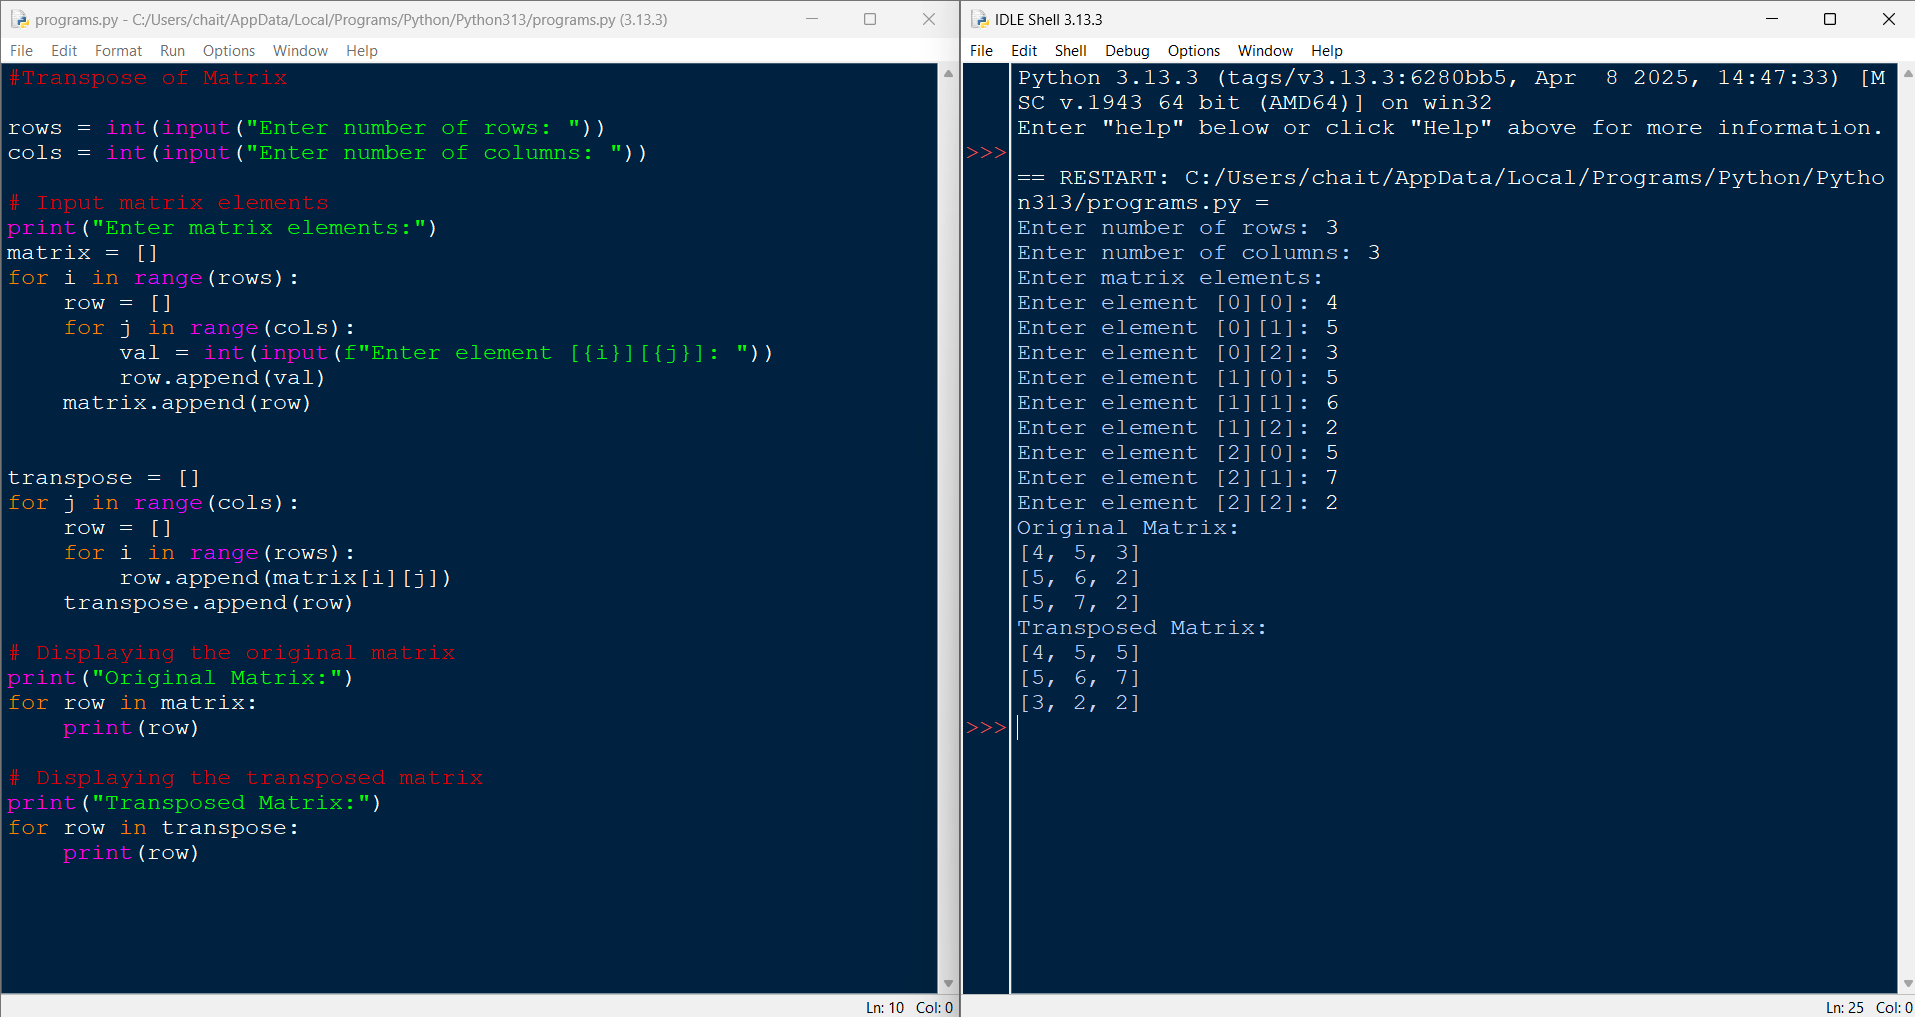 programs.py - C:/Users/chait/AppData/Local/Programs/Python/Python313/programs.py (3.13.3)
File Edit Format Run Options Window Help
#Transpose of Matrix
rows = int(input("Enter number of rows: "))
cols = int(input("Enter number of columns: "))
# Input matrix elements
print("Enter matrix elements:")
matrix = []
for i in range(rows):
    row = []
    for j in range(cols):
        val = int(input(f"Enter element [{i}][{j}]: "))
        row.append(val)
    matrix.append(row)
transpose = []
for j in range(cols):
    row = []
    for i in range(rows):
        row.append(matrix[i][j])
    transpose.append(row)
# Displaying the original matrix
print("Original Matrix:")
for row in matrix:
    print(row)
# Displaying the transposed matrix
print("Transposed Matrix:")
for row in transpose:
    print(row)
Ln: 10 Col: 0
IDLE Shell 3.13.3
File Edit Shell Debug Options Window Help
Python 3.13.3 (tags/v3.13.3:6280bb5, Apr  8 2025, 14:47:33) [M
SC v.1943 64 bit (AMD64)] on win32
Enter "help" below or click "Help" above for more information.
>>>
== RESTART: C:/Users/chait/AppData/Local/Programs/Python/Pytho
n313/programs.py =
Enter number of rows: 3
Enter number of columns: 3
Enter matrix elements:
Enter element [0][0]: 4
Enter element [0][1]: 5
Enter element [0][2]: 3
Enter element [1][0]: 5
Enter element [1][1]: 6
Enter element [1][2]: 2
Enter element [2][0]: 5
Enter element [2][1]: 7
Enter element [2][2]: 2
Original Matrix:
[4, 5, 3]
[5, 6, 2]
[5, 7, 2]
Transposed Matrix:
[4, 5, 5]
[5, 6, 7]
[3, 2, 2]
>>>
Ln: 25 Col: 0